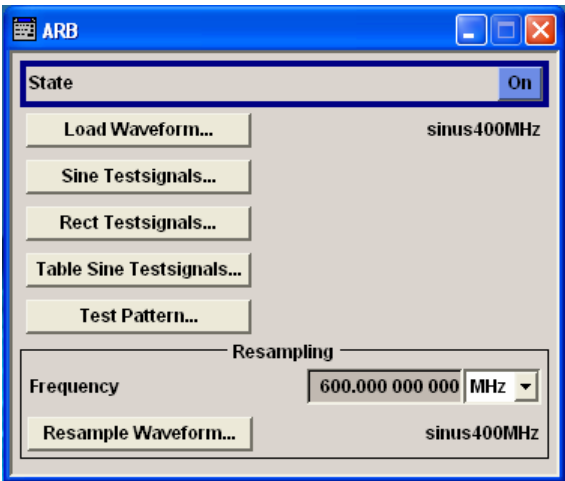 ARB
State On
Load Waveform... sinus400MHz
Sine Testsignals...
Rect Testsignals...
Table Sine Testsignals...
Test Pattern...
Resampling
Frequency 600.000 000 000 MHz
Resample Waveform... sinus400MHz